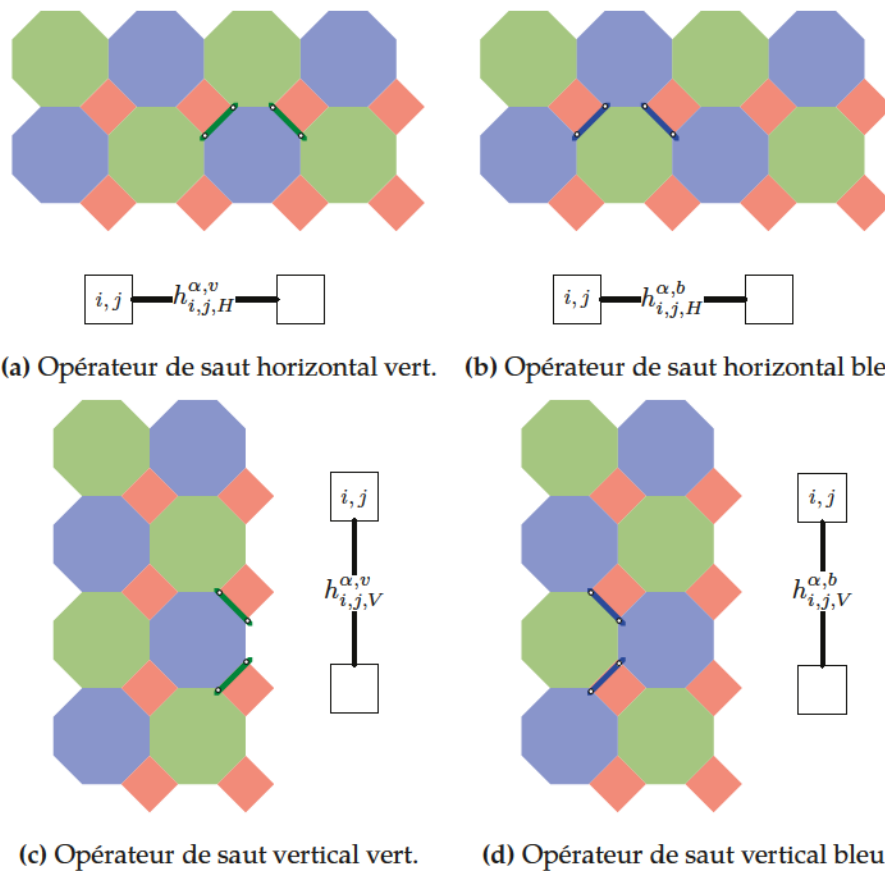 i, j h^{α,v}_{i,j,H}
i, j h^{α,b}_{i,j,H}
(a) Opérateur de saut horizontal vert.
(b) Opérateur de saut horizontal ble
i, j
h^{α,v}_{i,j,V}
i, j
h^{α,b}_{i,j,V}
(c) Opérateur de saut vertical vert.
(d) Opérateur de saut vertical bleu